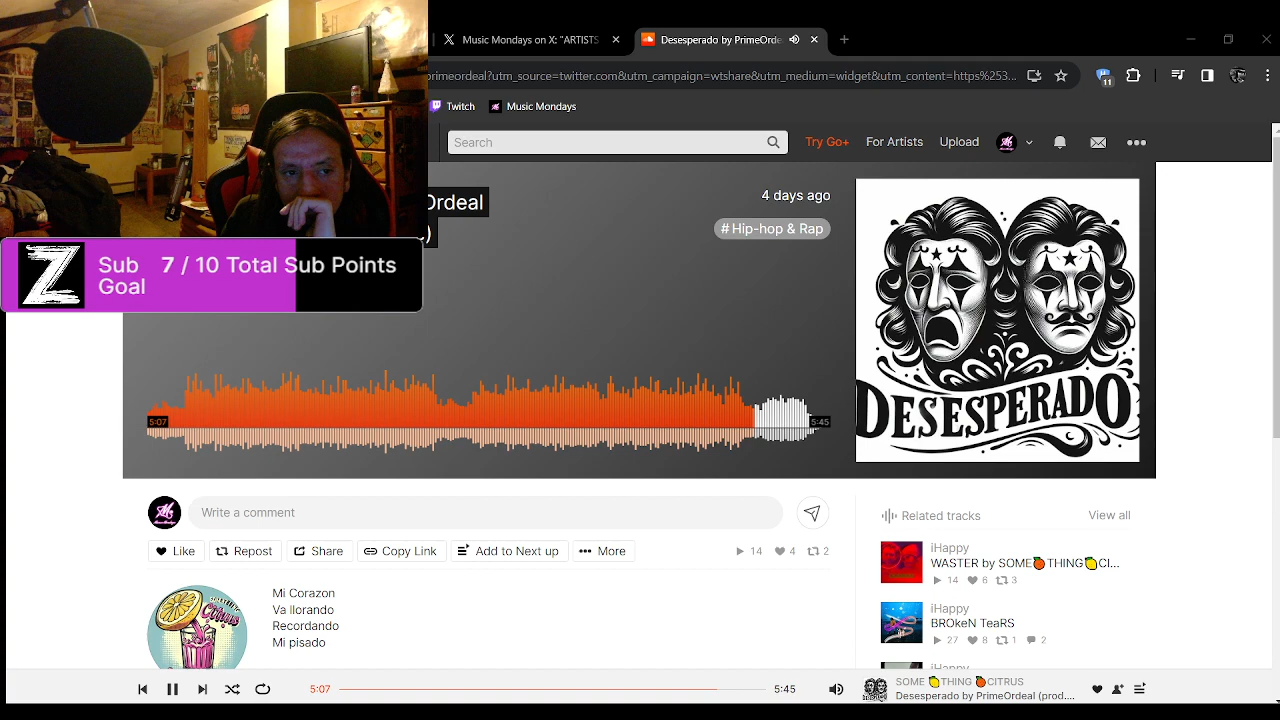 Music Mondays on X: "ARTISTS
Desesperado by PrimeOrde
primeordeal?utm_source=twitter.com&utm_campaign=wtshare&utm_medium=widget&utm_content=https%253...
11
Twitch
Music Mondays
Search
Try Go+
For Artists
Upload
Ordeal
)
4 days ago
# Hip-hop & Rap
Z
Sub Goal
7 / 10 Total Sub Points
DESESPERADO
5:07
5:45
Write a comment
Like
Repost
Share
Copy Link
Add to Next up
More
14
4
2
Related tracks
View all
iHappy
WASTER by SOME🍊THING🍋CI...
14
6
3
iHappy
BROkeN TeaRS
27
8
1
2
iHappy
Citrus
Mi Corazon
Va llorando
Recordando
Mi pisado
5:07
5:45
SOME 🍋THING 🍊CITRUS
Desesperado by PrimeOrdeal (prod....